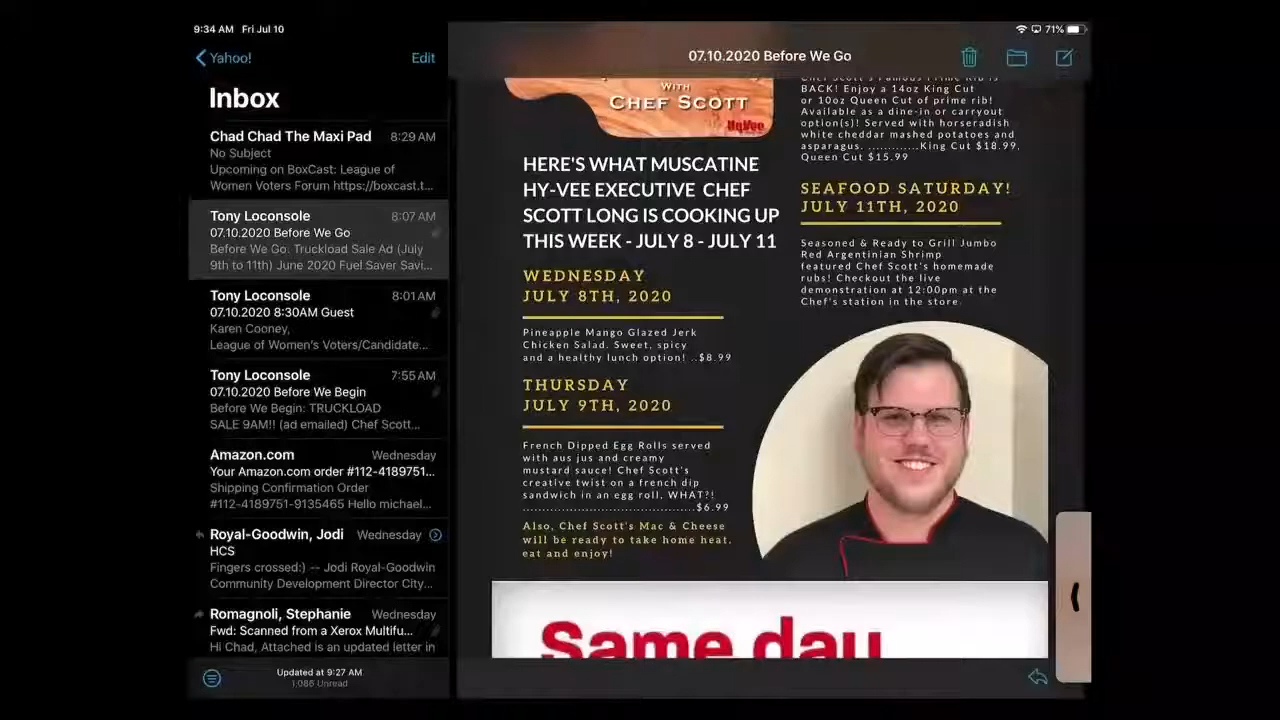 9:34 AM Fri Jul 10
71%
Yahoo!
Edit
Inbox
Chad Chad The Maxi Pad 8:29 AM
No Subject
Upcoming on BoxCast: League of
Women Voters Forum https://boxcast.t...
Tony Loconsole 8:07 AM
07.10.2020 Before We Go
Before We Go: Truckload Sale Ad (July
9th to 11th) June 2020 Fuel Saver Savi...
Tony Loconsole 8:01 AM
07.10.2020 8:30AM Guest
Karen Cooney,
League of Women's Voters/Candidate...
Tony Loconsole 7:55 AM
07.10.2020 Before We Begin
Before We Begin: TRUCKLOAD
SALE 9AM!! (ad emailed) Chef Scott...
Amazon.com Wednesday
Your Amazon.com order #112-4189751...
Shipping Confirmation Order
#112-4189751-9135465 Hello michael...
Royal-Goodwin, Jodi Wednesday
HCS
Fingers crossed:) -- Jodi Royal-Goodwin
Community Development Director City...
Romagnoli, Stephanie Wednesday
Fwd: Scanned from a Xerox Multifu...
Hi Chad, Attached is an updated letter in
Updated at 9:27 AM
1,086 Unread
07.10.2020 Before We Go
WITH
CHEF SCOTT
HyVee
HERE'S WHAT MUSCATINE
HY-VEE EXECUTIVE CHEF
SCOTT LONG IS COOKING UP
THIS WEEK - JULY 8 - JULY 11
WEDNESDAY
JULY 8TH, 2020
Pineapple Mango Glazed Jerk
Chicken Salad. Sweet, spicy
and a healthy lunch option! ..$8.99
THURSDAY
JULY 9TH, 2020
French Dipped Egg Rolls served
with aus jus and creamy
mustard sauce! Chef Scott's
creative twist on a french dip
sandwich in an egg roll, WHAT?!
............................................$6.99
Also, Chef Scott's Mac & Cheese
will be ready to take home heat,
eat and enjoy!
Chef Scott's Famous Prime Rib is
BACK! Enjoy a 14oz King Cut
or 10oz Queen Cut of prime rib!
Available as a dine-in or carryout
option(s)! Served with horseradish
white cheddar mashed potatoes and
asparagus. .............King Cut $18.99,
Queen Cut $15.99
SEAFOOD SATURDAY!
JULY 11TH, 2020
Seasoned & Ready to Grill Jumbo
Red Argentinian Shrimp
featured Chef Scott's homemade
rubs! Checkout the live
demonstration at 12:00pm at the
Chef's station in the store.
Same day